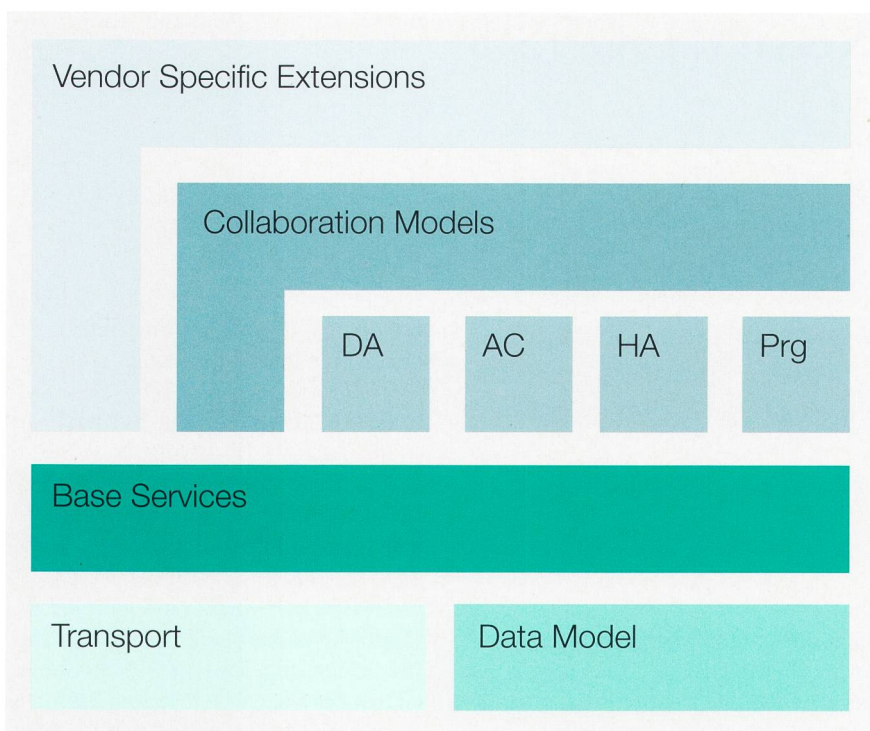 Vendor Specific Extensions
Collaboration Models
DA
AC
HA
Prg
Base Services
Transport
Data Model